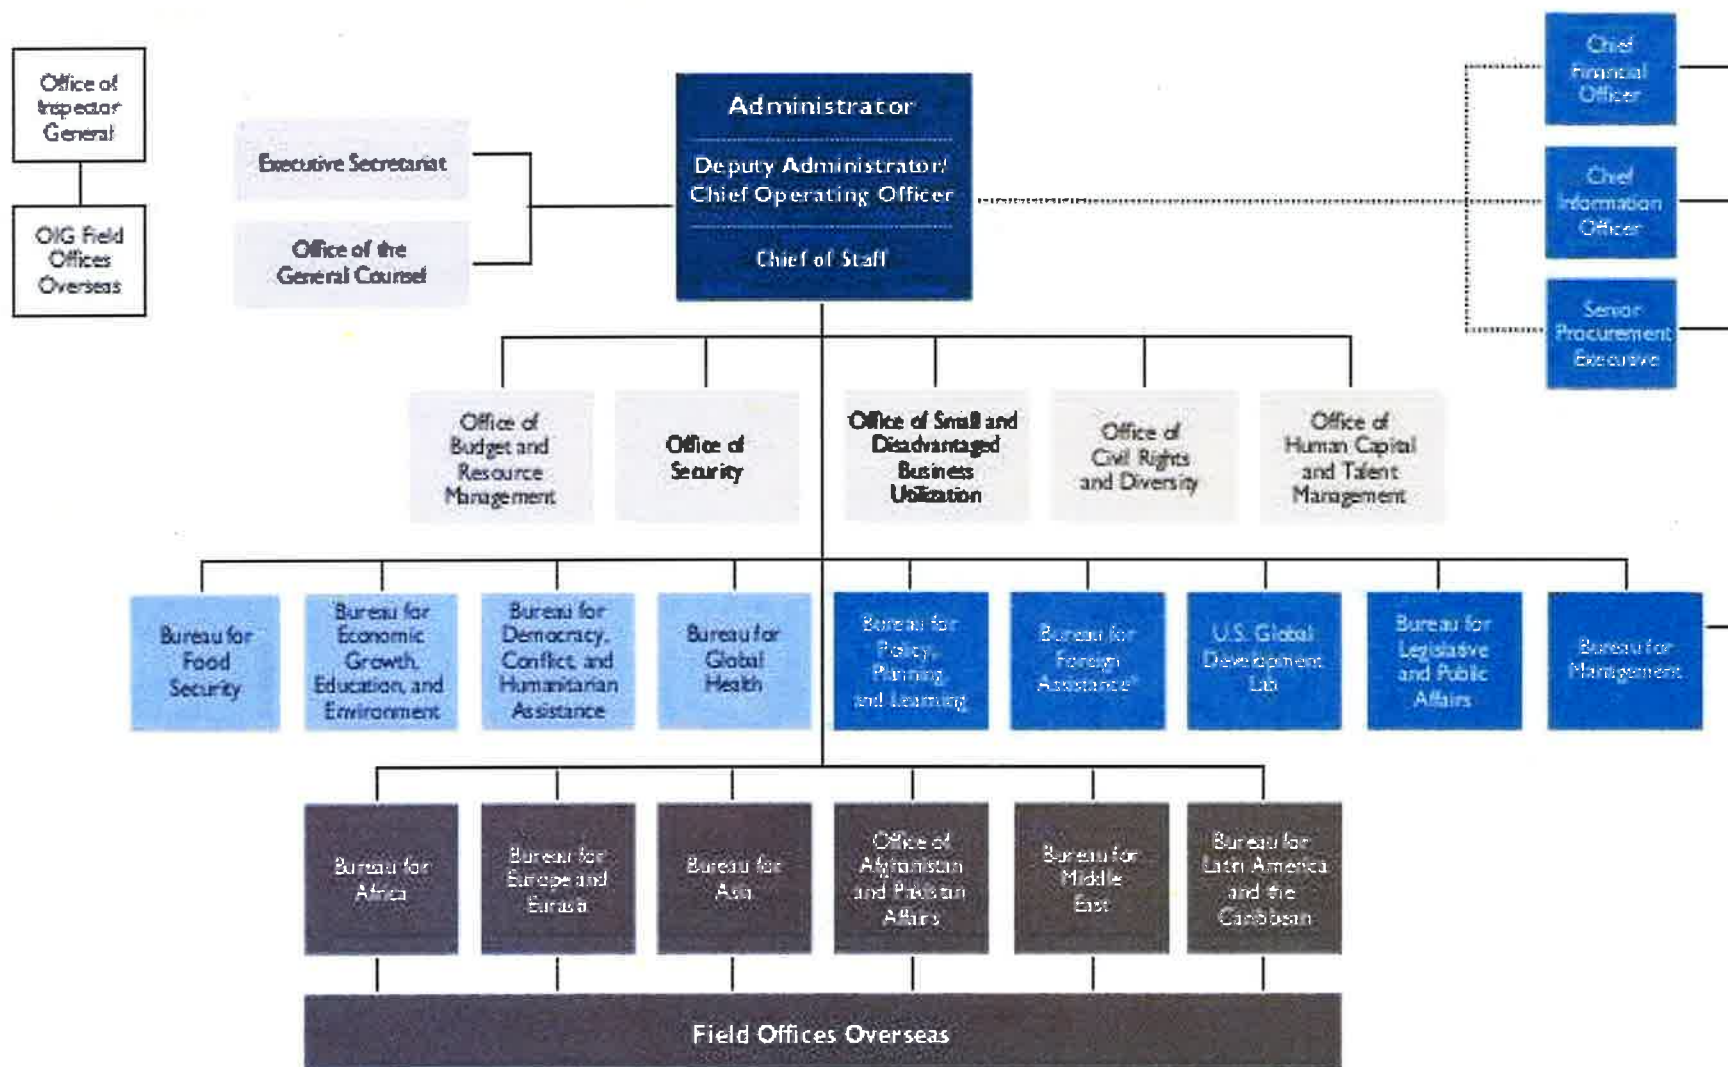 Office of
Inspector
General
OIG Field
Offices
Overseas
Executive Secretariat
Office of the
General Counsel
Administrator
Deputy Administrator/
Chief Operating Officer
Chief of Staff
Chief
Financial
Officer
Chief
Information
Officer
Senior
Procurement
Executive
Office of
Budget and
Resource
Management
Office of
Security
Office of Small and
Disadvantaged
Business
Utilization
Office of
Civil Rights
and Diversity
Office of
Human Capital
and Talent
Management
Bureau for
Food
Security
Bureau for
Economic
Growth,
Education, and
Environment
Bureau for
Democracy,
Conflict, and
Humanitarian
Assistance
Bureau for
Global
Health
Bureau for
Policy,
Planning
and Learning
Bureau for
Foreign
Assistance*
U.S. Global
Development
Lab
Bureau for
Legislative
and Public
Affairs
Bureau for
Management
Bureau for
Africa
Bureau for
Europe and
Eurasia
Bureau for
Asia
Office of
Afghanistan
and Pakistan
Affairs
Bureau for
Middle
East
Bureau for
Latin America
and the
Caribbean
Field Offices Overseas